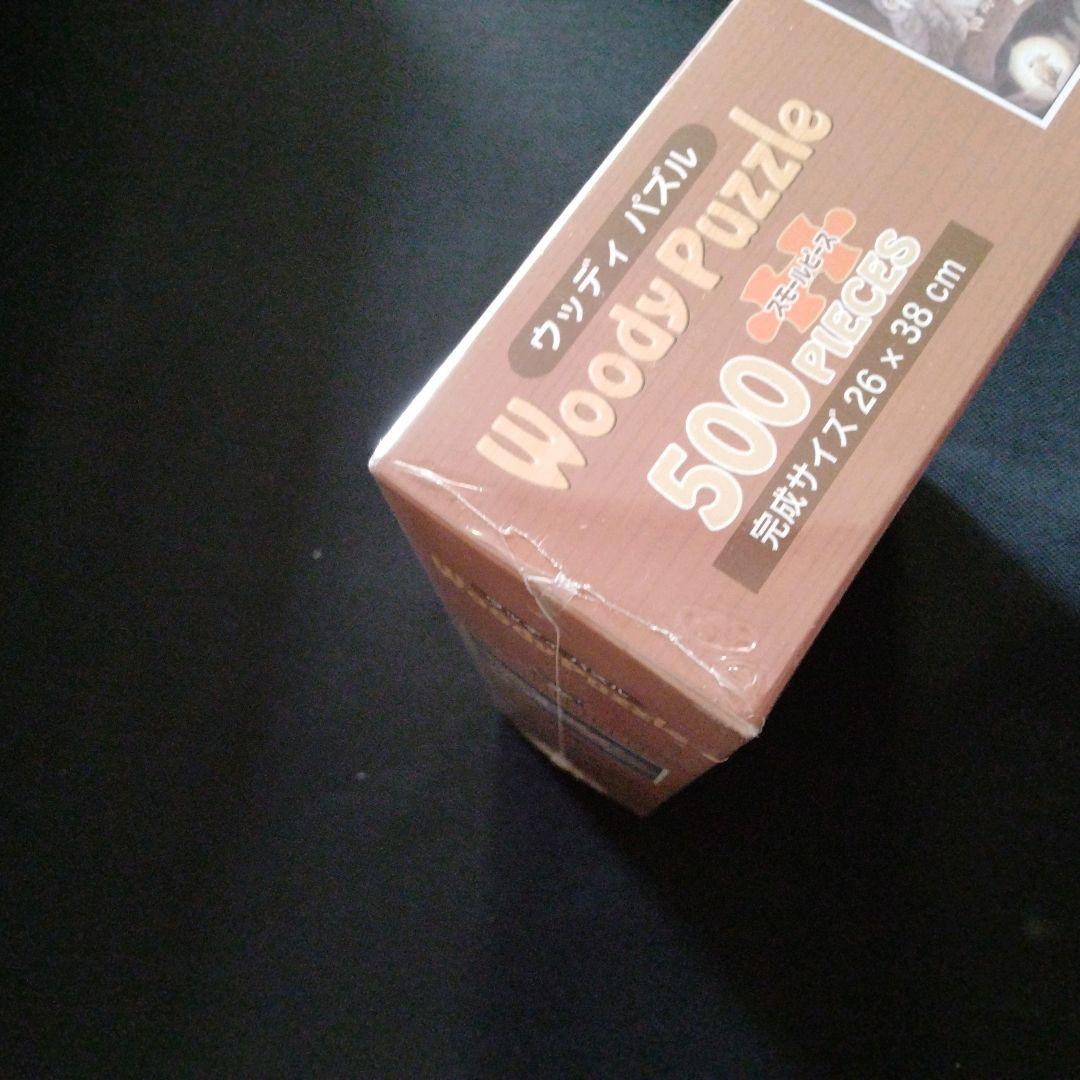 ウッディ パズル
Woody Puzzle
スモールピース
500 PIECES
完成サイズ 26 x 38 cm